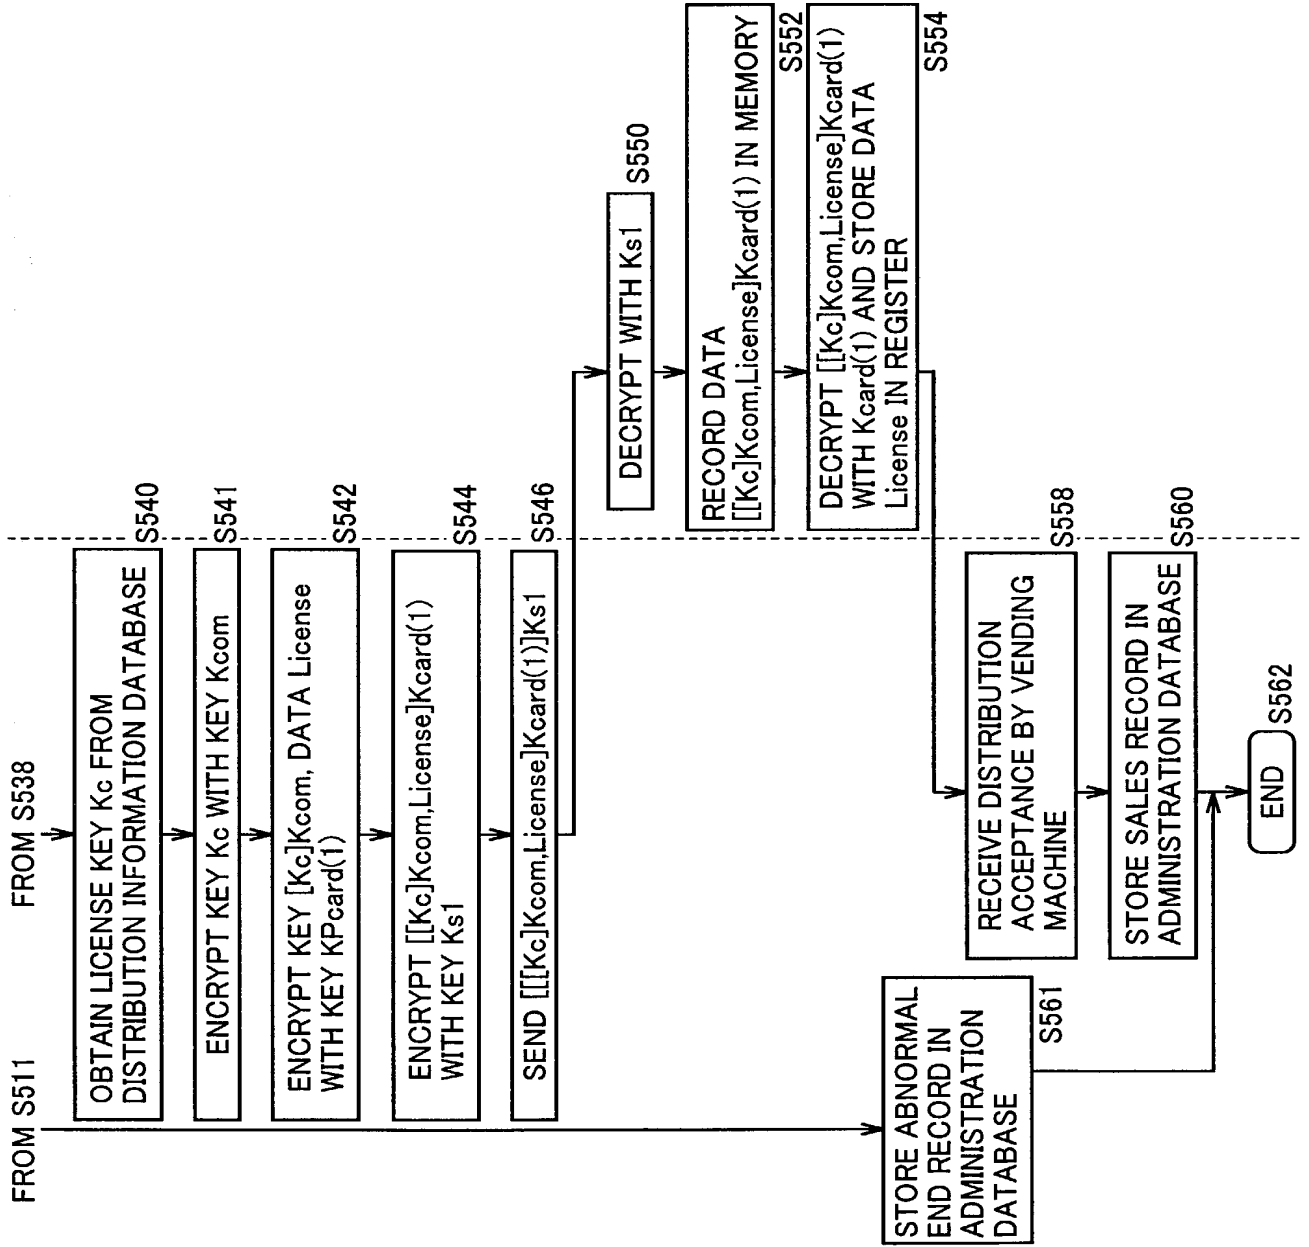 FROM S511
FROM S538
OBTAIN LICENSE KEY Kc FROM
DISTRIBUTION INFORMATION DATABASE
S540
ENCRYPT KEY Kc WITH KEY Kcom
S541
ENCRYPT KEY [Kc]Kcom, DATA License
WITH KEY KPcard(1)
S542
ENCRYPT [[Kc]Kcom,License]Kcard(1)
WITH KEY Ks1
S544
SEND [[[Kc]Kcom,License]Kcard(1)]Ks1
S546
DECRYPT WITH Ks1
S550
RECORD DATA
[[Kc]Kcom,License]Kcard(1) IN MEMORY
S552
DECRYPT [[Kc]Kcom,License]Kcard(1)
WITH Kcard(1) AND STORE DATA
License IN REGISTER
S554
STORE ABNORMAL
END RECORD IN
ADMINISTRATION
DATABASE
S561
RECEIVE DISTRIBUTION
ACCEPTANCE BY VENDING
MACHINE
S558
STORE SALES RECORD IN
ADMINISTRATION DATABASE
S560
END
S562